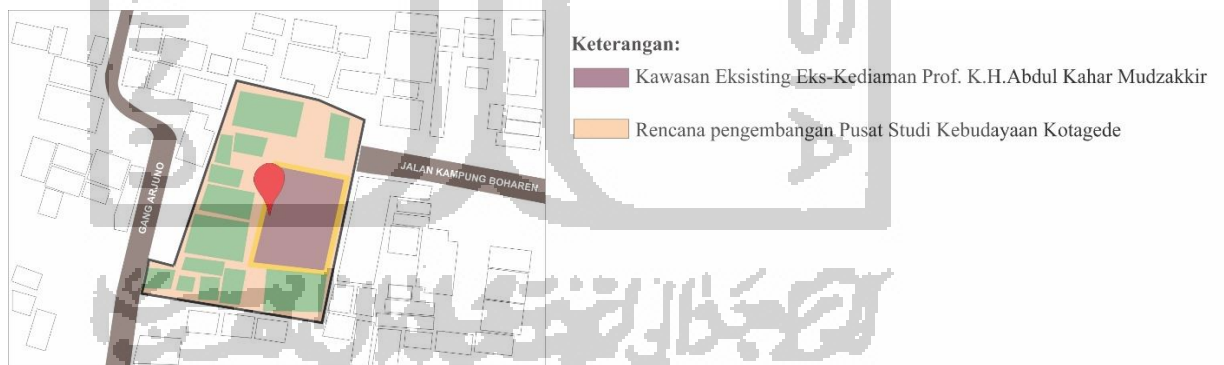 Keterangan:
Kawasan Eksisting Eks-Kediaman Prof. K.H.Abdul Kahar Mudzakkir
Rencana pengembangan Pusat Studi Kebudayaan Kotagede
JALAN KAMPUNG BOHAREN
GANG ARJUNO